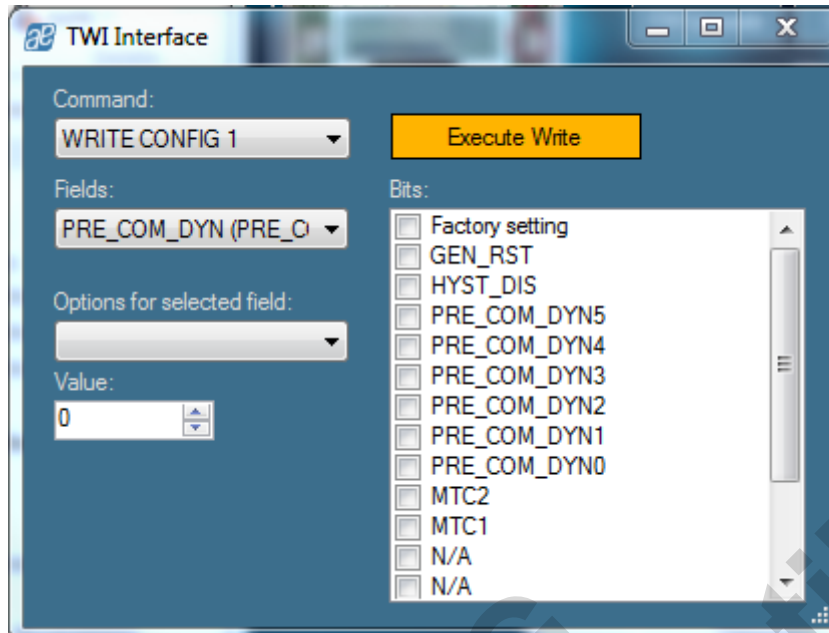 TWI Interface
Command:
WRITE CONFIG 1
Execute Write
Fields:
PRE_COM_DYN (PRE_C
Options for selected field:
Value:
0
Bits:
Factory setting
GEN_RST
HYST_DIS
PRE_COM_DYN5
PRE_COM_DYN4
PRE_COM_DYN3
PRE_COM_DYN2
PRE_COM_DYN1
PRE_COM_DYN0
MTC2
MTC1
N/A
N/A